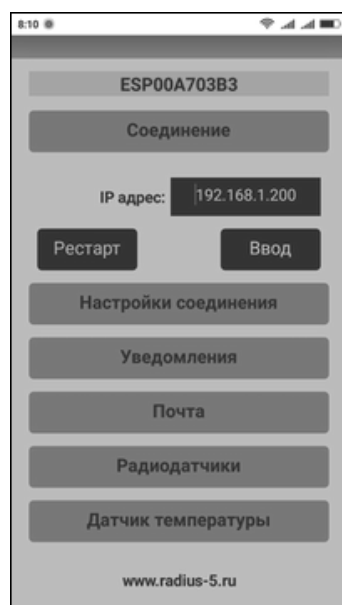 8:10
ESP00A703B3
Соединение
IP адрес: 192.168.1.200
Рестарт Ввод
Настройки соединения
Уведомления
Почта
Радиодатчики
Датчик температуры
www.radius-5.ru